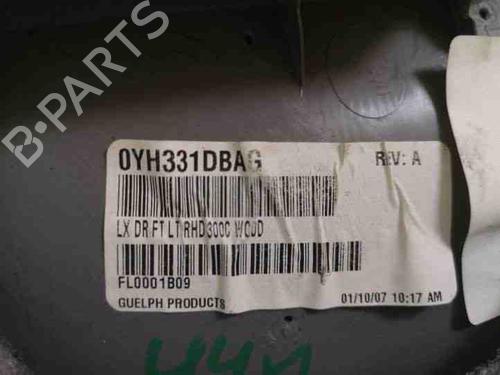 0YH331DBAG REV: A
LX DR FT LT RHD 300C WOOD
FL0001B09
GUELPH PRODUCTS 01/10/07 10:17 AM
B-PARTS